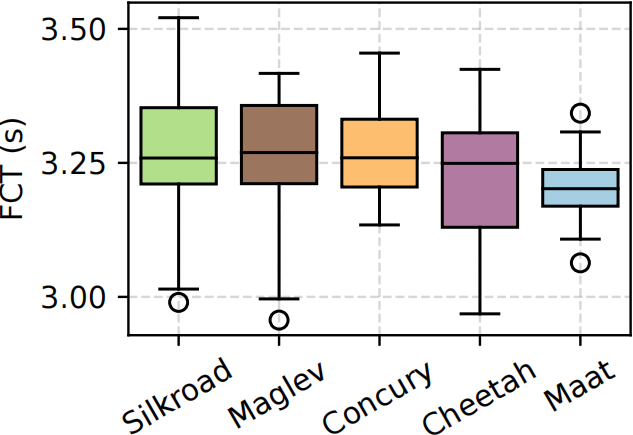 FCT (s)
3.50
3.25
3.00
Silkroad
Maglev
Concury
Cheetah
Maat